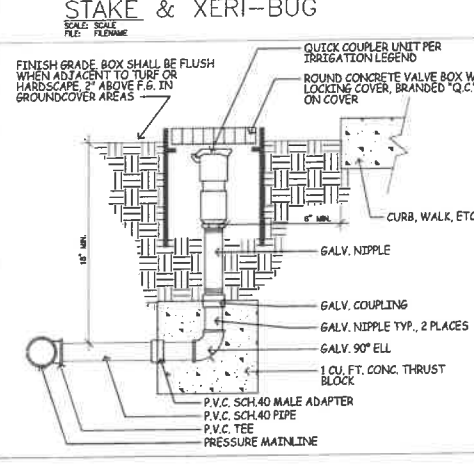 STAKE & XERI-BUG
SCALE: SCALE
FILE: FILENAME
FINISH GRADE. BOX SHALL BE FLUSH
WHEN ADJACENT TO TURF OR
HARDSCAPE, 2" ABOVE F.G. IN
GROUNDCOVER AREAS
QUICK COUPLER UNIT PER
IRRIGATION LEGEND
ROUND CONCRETE VALVE BOX W
LOCKING COVER, BRANDED "Q.C."
ON COVER
18" MIN.
6" MIN.
CURB, WALK, ETC
GALV. NIPPLE
GALV. COUPLING
GALV. NIPPLE TYP., 2 PLACES
GALV. 90° ELL
1 CU. FT. CONC. THRUST
BLOCK
P.V.C. SCH.40 MALE ADAPTER
P.V.C. SCH.40 PIPE
P.V.C. TEE
PRESSURE MAINLINE